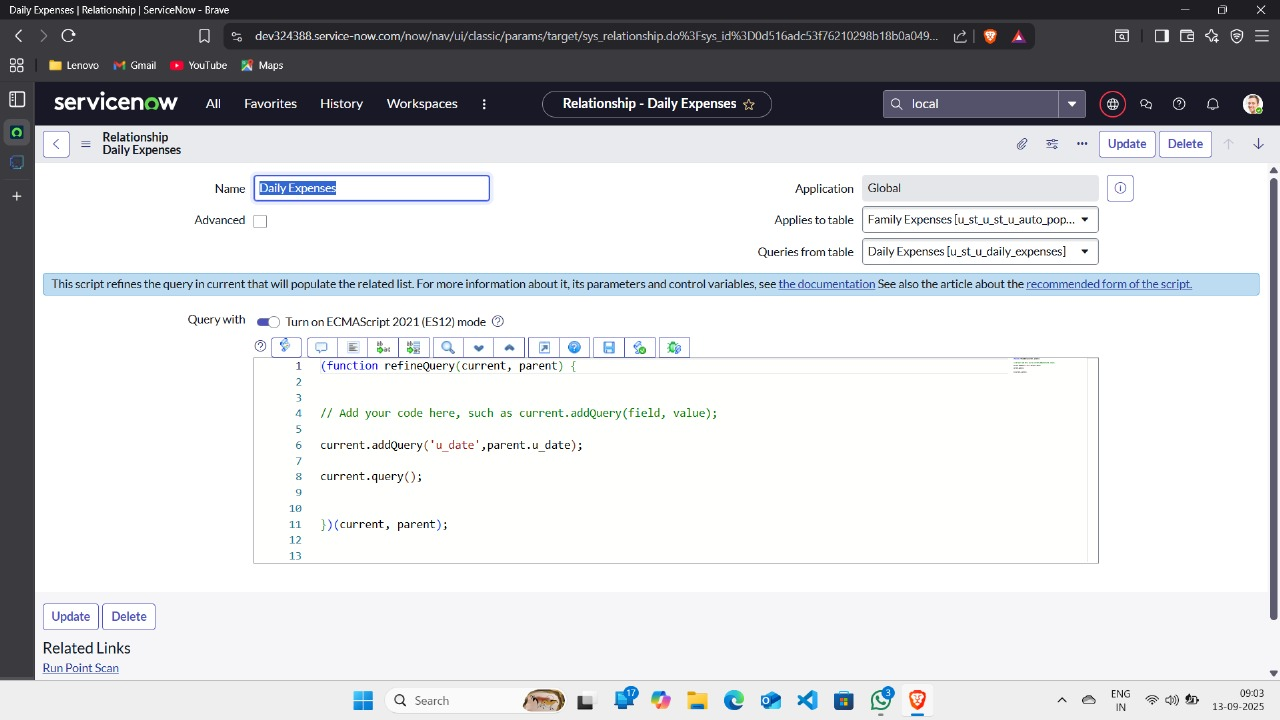 Daily Expenses | Relationship | ServiceNow - Brave
dev324388.service-now.com/now/nav/ui/classic/params/target/sys_relationship.do%3Fsys_id%3D0d516adc53f76210298b18b0a049...
Lenovo Gmail YouTube Maps
servicenow All Favorites History Workspaces Relationship - Daily Expenses local
Relationship
Daily Expenses
Update Delete
Name Daily Expenses
Application Global
Advanced
Applies to table Family Expenses [u_st_u_st_u_auto_pop...
Queries from table Daily Expenses [u_st_u_daily_expenses]
This script refines the query in current that will populate the related list. For more information about it, its parameters and control variables, see the documentation See also the article about the recommended form of the script.
Query with Turn on ECMAScript 2021 (ES12) mode
1 (function refineQuery(current, parent) {
2
3
4 // Add your code here, such as current.addQuery(field, value);
5
6 current.addQuery('u_date',parent.u_date);
7
8 current.query();
9
10
11 })(current, parent);
12
13
Update Delete
Related Links
Run Point Scan
Search
17
3
ENG
IN
09:03
13-09-2025